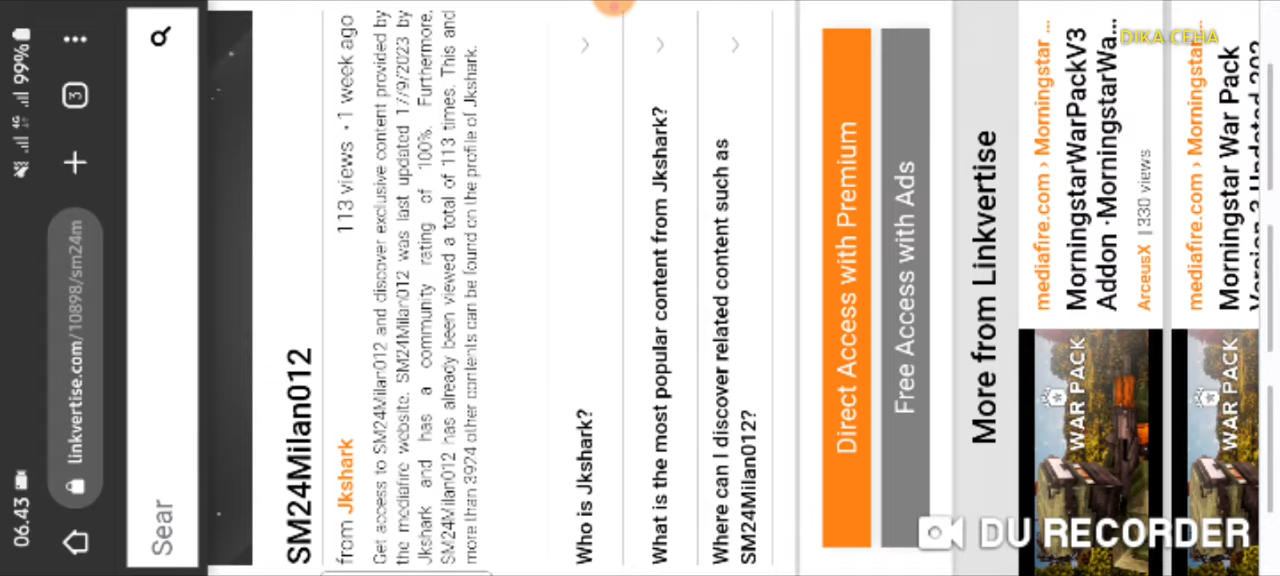 06.43
4G
99%
linkvertise.com/10898/sm24m
3
Sear
SM24Milan012
from Jkshark
113 views • 1 week ago
Get access to SM24Milan012 and discover exclusive content provided by
the mediafire website. SM24Milan012 was last updated 17/9/2023 by
Jkshark and has a community rating of 100%. Furthermore,
SM24Milan012 has already been viewed a total of 113 times. This and
more than 3924 other contents can be found on the profile of Jkshark.
Who is Jkshark?
What is the most popular content from Jkshark?
Where can I discover related content such as
SM24Milan012?
Direct Access with Premium
Free Access with Ads
More from Linkvertise
WAR PACK
mediafire.com › Morningstar ...
MorningstarWarPackV3
Addon -MorningstarWa...
ArceusX | 330 views
WAR PACK
mediafire.com › Morningstar...
Morningstar War Pack
DIKA CEHA
DU RECORDER